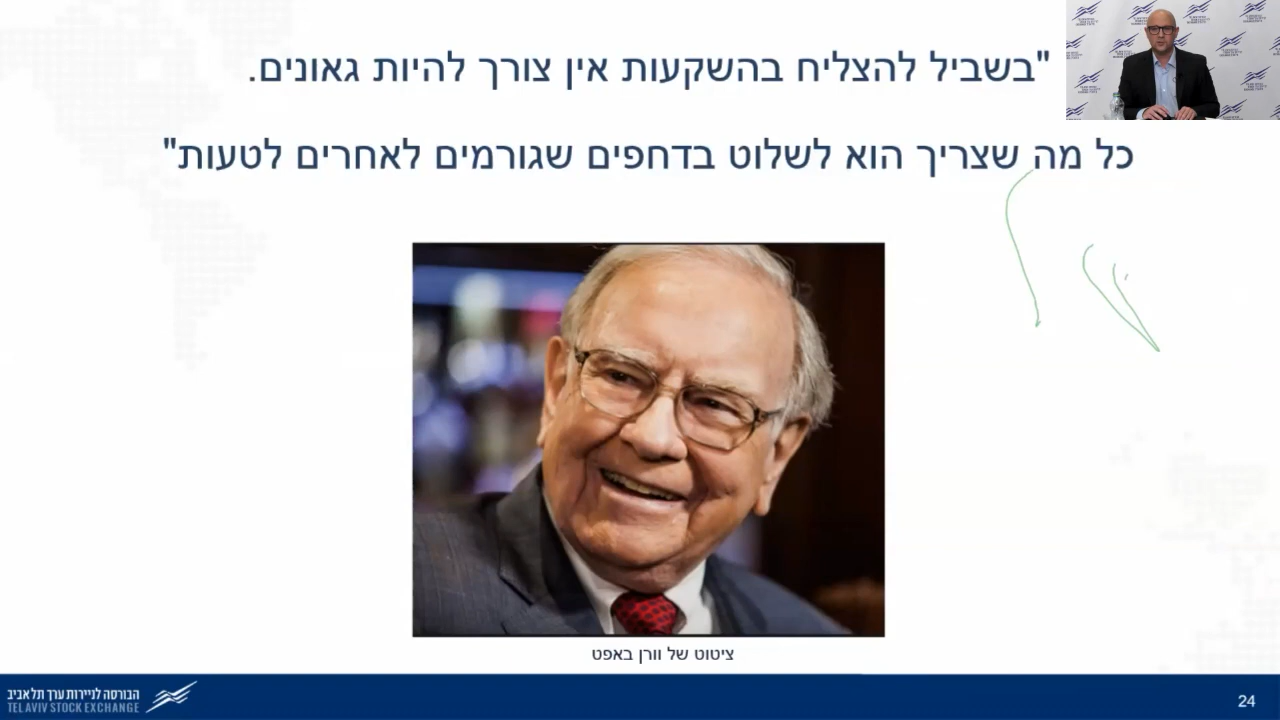 "בשביל להצליח בהשקעות אין צורך להיות גאונים.
כל מה שצריך הוא לשלוט בדחפים שגורמים לאחרים לטעות"
ציטוט של וורן באפט
הבורסה לניירות ערך תל אביב
TEL AVIV STOCK EXCHANGE
24